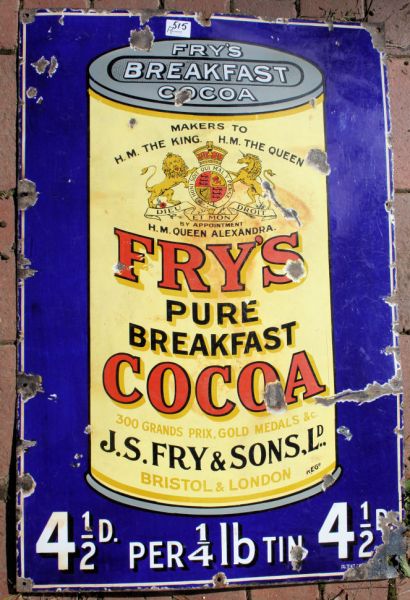 515
FRY'S
BREAKFAST
COCOA
MAKERS TO
H.M. THE KING. H.M. THE QUEEN
DIEU ET MON DROIT
BY APPOINTMENT
H.M. QUEEN ALEXANDRA.
FRY'S
PURE
BREAKFAST
COCOA
300 GRANDS PRIX, GOLD MEDALS &c.
J.S. FRY & SONS, LD.
REGD
BRISTOL & LONDON
4½D. PER ¼ lb TIN 4½D.